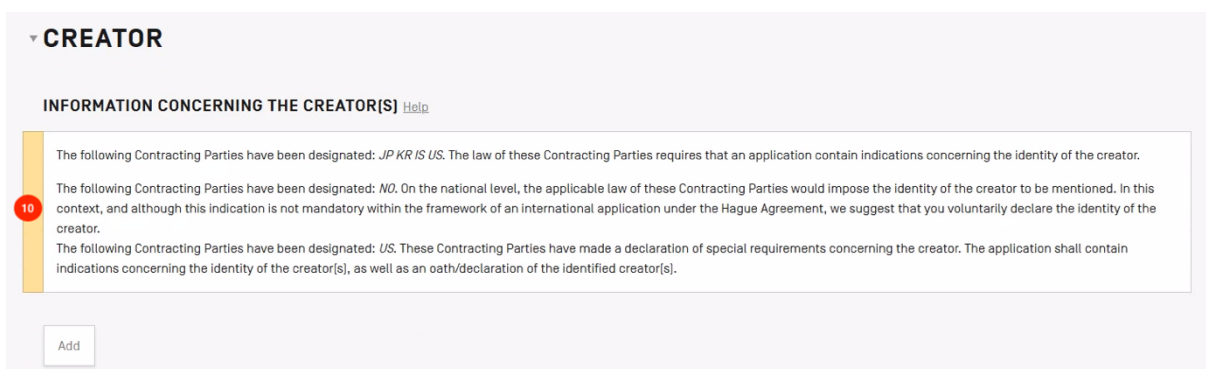 CREATOR
INFORMATION CONCERNING THE CREATOR(S) Help
The following Contracting Parties have been designated: JP KR IS US. The law of these Contracting Parties requires that an application contain indications concerning the identity of the creator.
The following Contracting Parties have been designated: NO. On the national level, the applicable law of these Contracting Parties would impose the identity of the creator to be mentioned. In this
10
context, and although this indication is not mandatory within the framework of an international application under the Hague Agreement, we suggest that you voluntarily declare the identity of the
creator.
The following Contracting Parties have been designated: US. These Contracting Parties have made a declaration of special requirements concerning the creator. The application shall contain
indications concerning the identity of the creator(s), as well as an oath/declaration of the identified creator(s).
Add